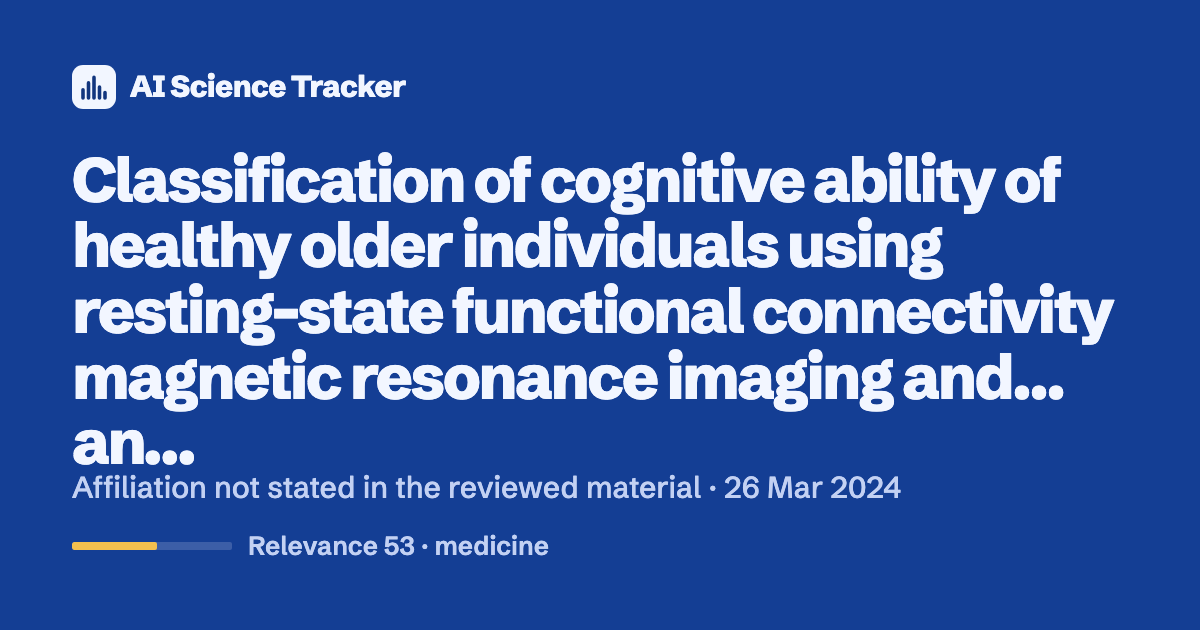 AI Science Tracker
Classification of cognitive ability of
healthy older individuals using
resting-state functional connectivity
magnetic resonance imaging and...
an...
Affiliation not stated in the reviewed material · 26 Mar 2024
Relevance 53 · medicine